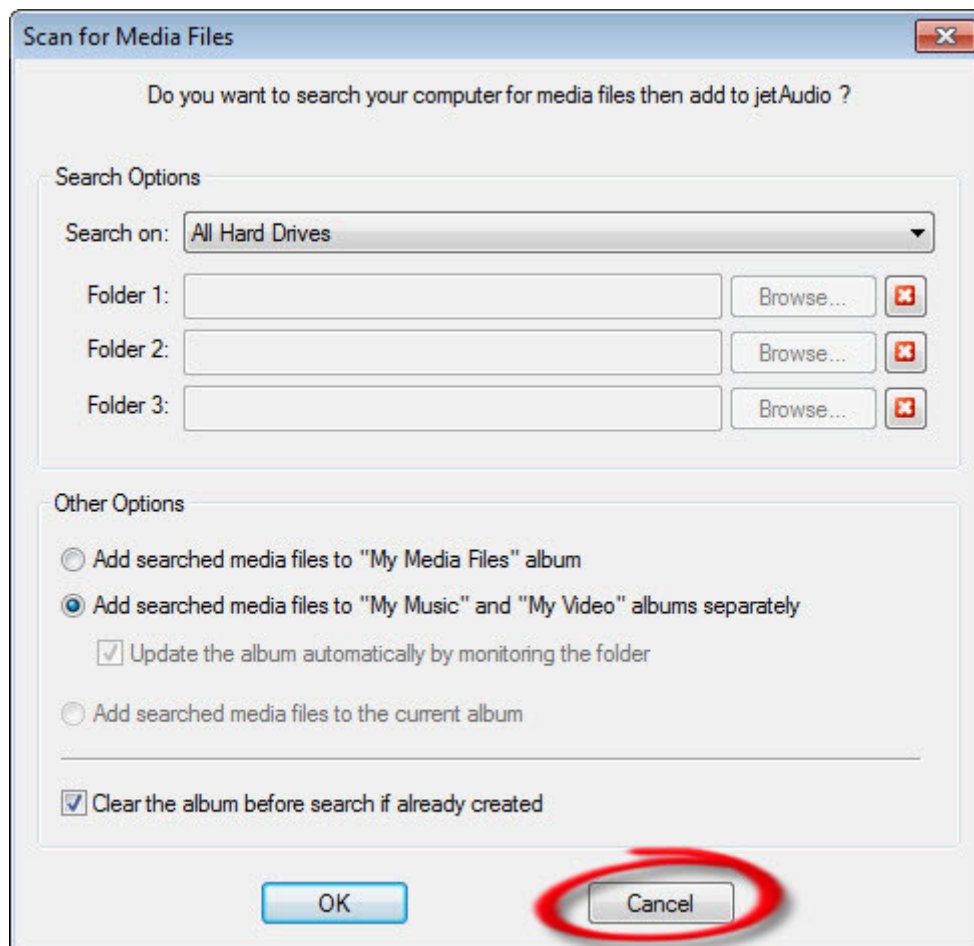 Scan for Media Files
Do you want to search your computer for media files then add to jetAudio ?
Search Options
Search on: All Hard Drives
Folder 1: Browse...
Folder 2: Browse...
Folder 3: Browse...
Other Options
Add searched media files to "My Media Files" album
Add searched media files to "My Music" and "My Video" albums separately
Update the album automatically by monitoring the folder
Add searched media files to the current album
Clear the album before search if already created
OK Cancel